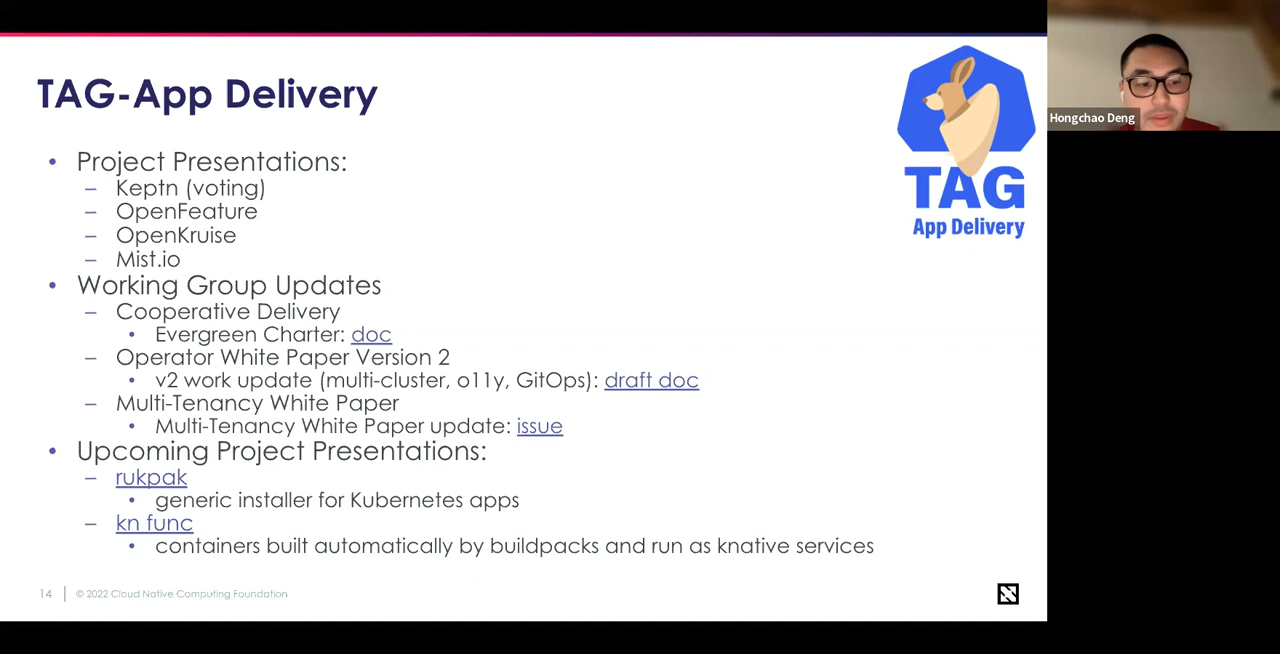 TAG-App Delivery
• Project Presentations:
– Keptn (voting)
– OpenFeature
– OpenKruise
– Mist.io
• Working Group Updates
– Cooperative Delivery
• Evergreen Charter: doc
– Operator White Paper Version 2
• v2 work update (multi-cluster, o11y, GitOps): draft doc
– Multi-Tenancy White Paper
• Multi-Tenancy White Paper update: issue
• Upcoming Project Presentations:
– rukpak
• generic installer for Kubernetes apps
– kn func
• containers built automatically by buildpacks and run as knative services
14 | © 2022 Cloud Native Computing Foundation
TAG
App Delivery
Hongchao Deng